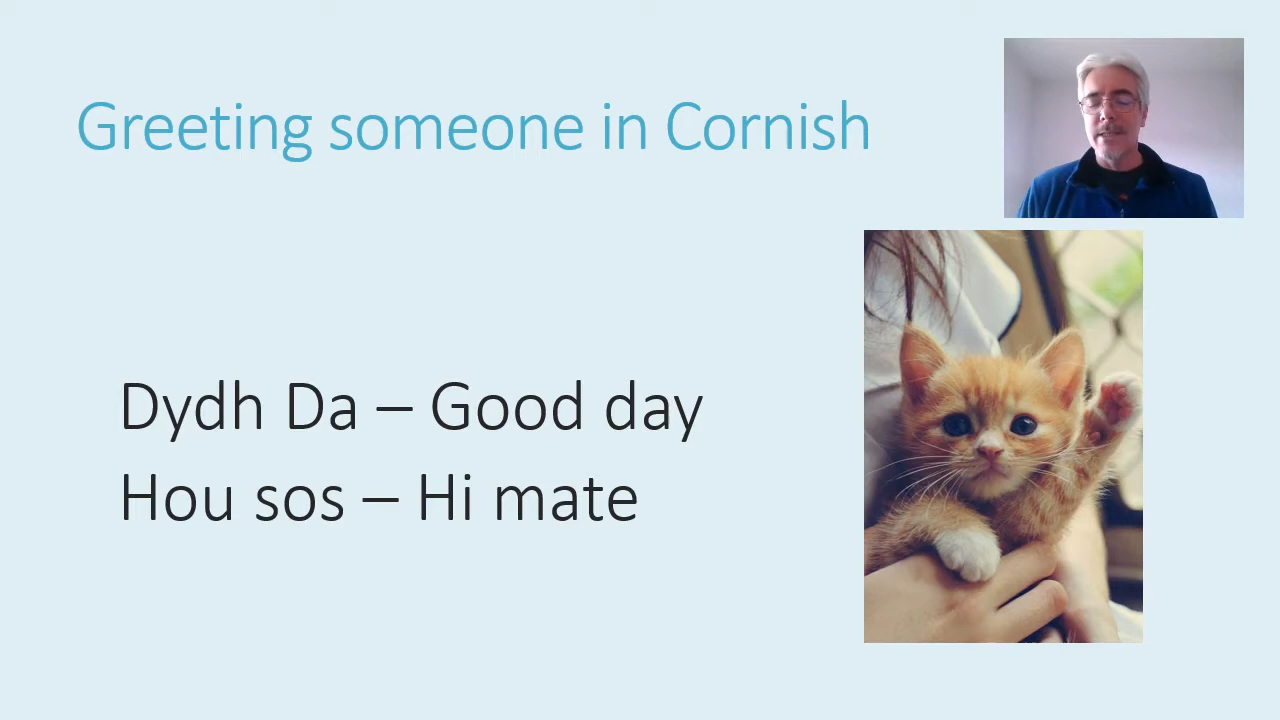 Greeting someone in Cornish
Dydh Da – Good day
Hou sos – Hi mate